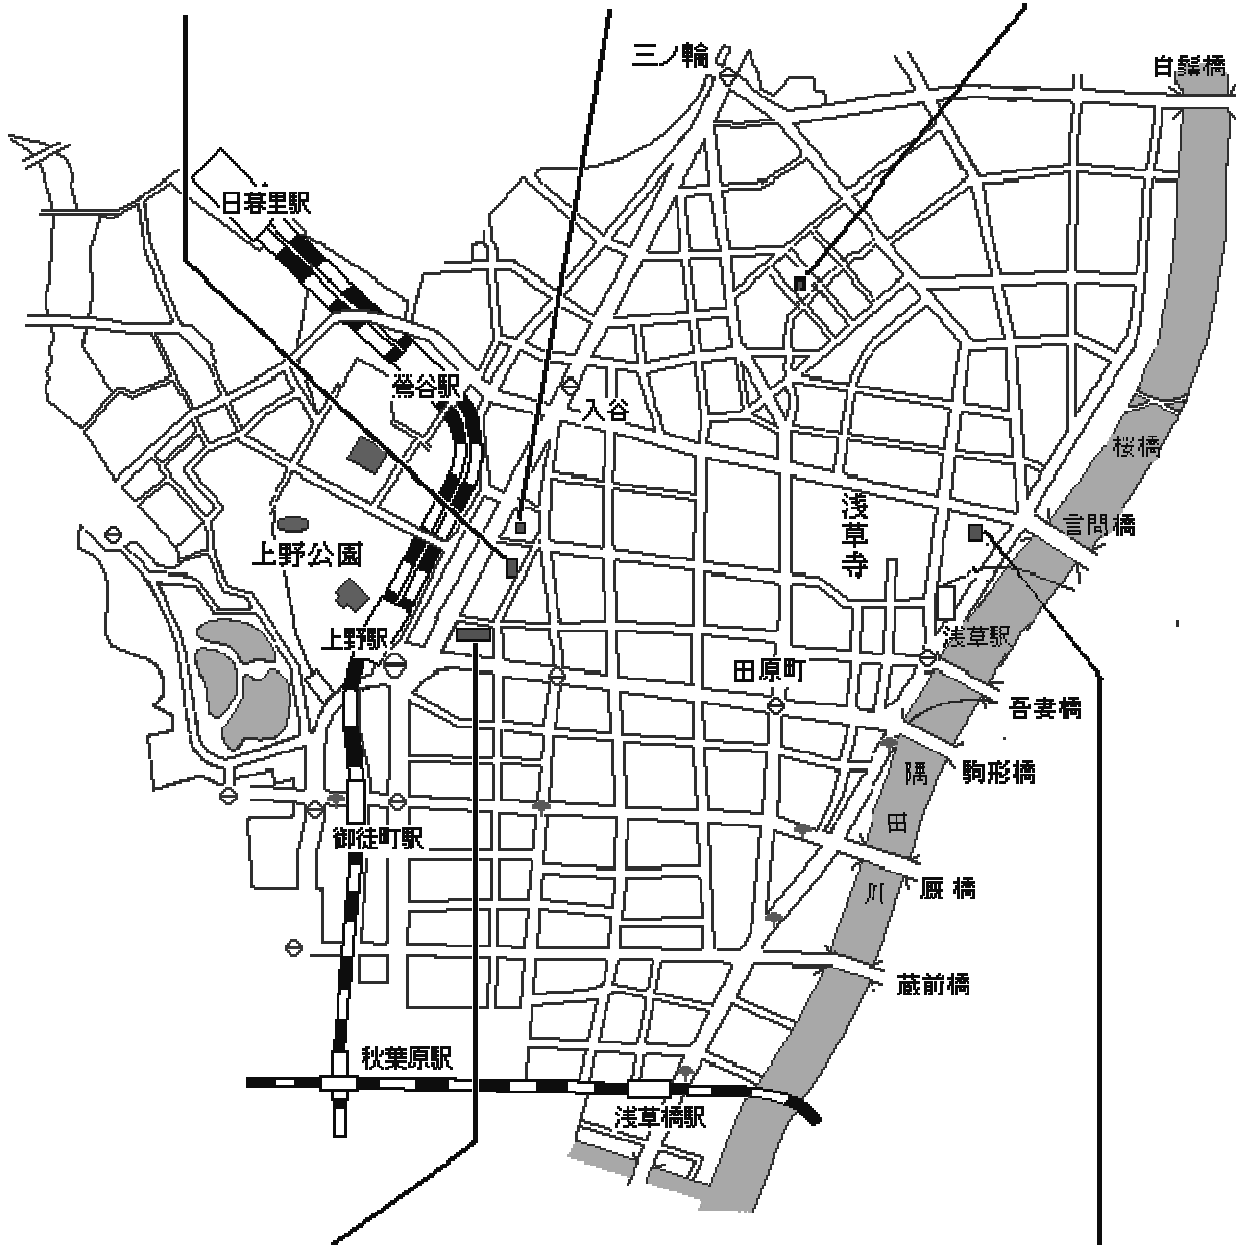 三ノ輪
白鬚橋
日暮里駅
鶯谷駅
入谷
桜橋
浅草寺
言問橋
上野公園
上野駅
浅草駅
田原町
吾妻橋
駒形橋
隅田川
御徒町駅
厩橋
蔵前橋
秋葉原駅
浅草橋駅